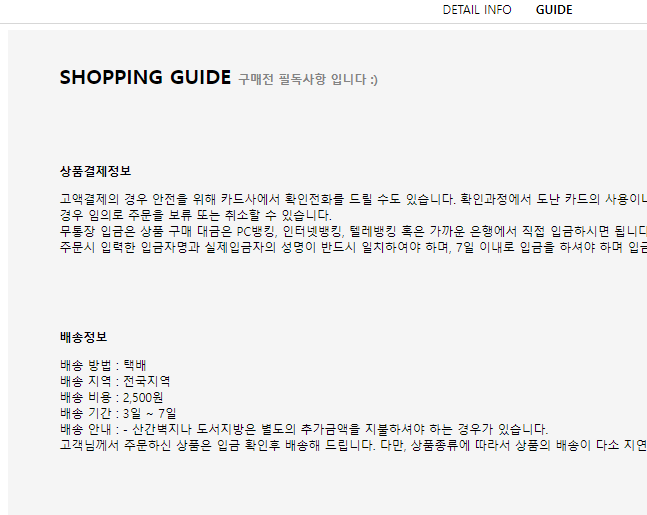 DETAIL INFO GUIDE
SHOPPING GUIDE 구매전 필독사항 입니다 :)
상품결제정보
고액결제의 경우 안전을 위해 카드사에서 확인전화를 드릴 수도 있습니다. 확인과정에서 도난 카드의 사용이나
경우 임의로 주문을 보류 또는 취소할 수 있습니다.
무통장 입금은 상품 구매 대금은 PC뱅킹, 인터넷뱅킹, 텔레뱅킹 혹은 가까운 은행에서 직접 입금하시면 됩니다
주문시 입력한 입금자명과 실제입금자의 성명이 반드시 일치하여야 하며, 7일 이내로 입금을 하셔야 하며 입금
배송정보
배송 방법 : 택배
배송 지역 : 전국지역
배송 비용 : 2,500원
배송 기간 : 3일 ~ 7일
배송 안내 : - 산간벽지나 도서지방은 별도의 추가금액을 지불하셔야 하는 경우가 있습니다.
고객님께서 주문하신 상품은 입금 확인후 배송해 드립니다. 다만, 상품종류에 따라서 상품의 배송이 다소 지연